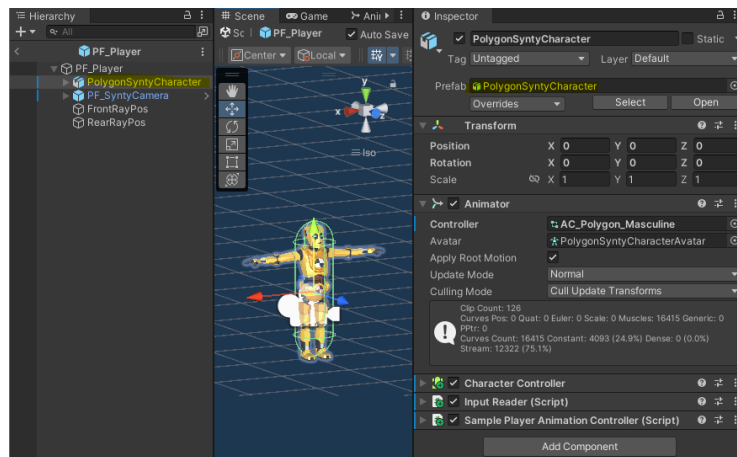 Hierarchy
All
PF_Player
PF_Player
PolygonSyntyCharacter
PF_SyntyCamera
FrontRayPos
RearRayPos
Scene Game Ani
Sc PF_Player Auto Save
Center Local
y
x z
Iso
Inspector
PolygonSyntyCharacter Static
Tag Untagged Layer Default
Prefab PolygonSyntyCharacter
Overrides Select Open
Transform
Position X 0 Y 0 Z 0
Rotation X 0 Y 0 Z 0
Scale X 1 Y 1 Z 1
Animator
Controller AC_Polygon_Masculine
Avatar PolygonSyntyCharacterAvatar
Apply Root Motion
Update Mode Normal
Culling Mode Cull Update Transforms
Clip Count: 126
Curves Pos: 0 Quat: 0 Euler: 0 Scale: 0 Muscles: 16415 Generic: 0
PPtr: 0
Curves Count: 16415 Constant: 4093 (24.9%) Dense: 0 (0.0%)
Stream: 12322 (75.1%)
Character Controller
Input Reader (Script)
Sample Player Animation Controller (Script)
Add Component